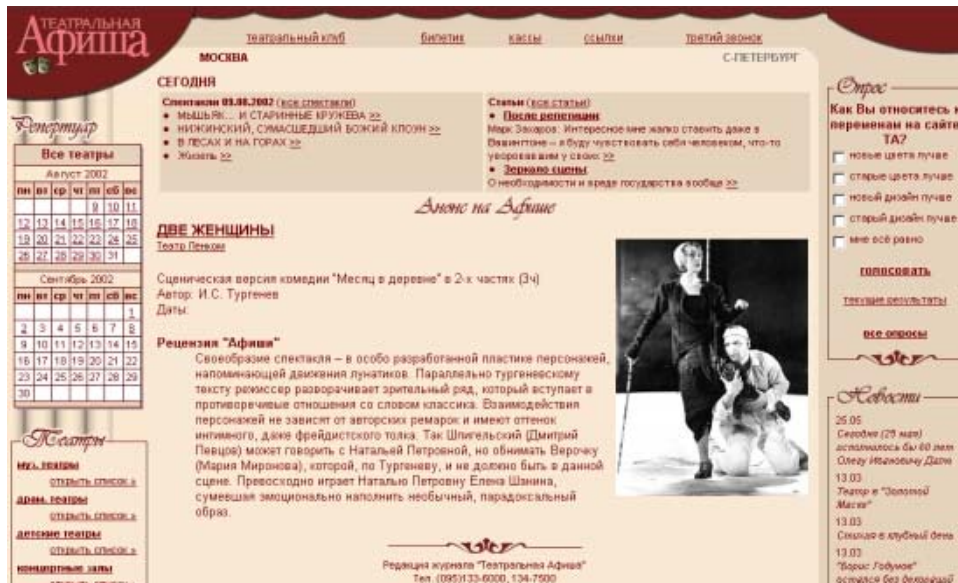 ТЕАТРАЛЬНАЯ
Афиша
театральный клуб
билетик
кассы
ссылки
третий звонок
МОСКВА
С-ПЕТЕРБУРГ
Репертуар
Все театры
Август 2002
пн вт ср чт пт сб вс
9 10 11
12 13 14 15 16 17 18
19 20 21 22 23 24 25
26 27 28 29 30 31
Сентябрь 2002
пн вт ср чт пт сб вс
1
2 3 4 5 6 7 8
9 10 11 12 13 14 15
16 17 18 19 20 21 22
23 24 25 26 27 28 29
30
Театры
муз. театры
открыть список »
драм. театры
открыть список »
детские театры
открыть список »
концертные залы
открыть список »
СЕГОДНЯ
Спектакли 09.08.2002 (все спектакли)
• МЫШЬЯК... И СТАРИННЫЕ КРУЖЕВА >>
• НИЖИНСКИЙ, СУМАСШЕДШИЙ БОЖИЙ КЛОУН >>
• В ЛЕСАХ И НА ГОРАХ >>
• Жизель >>
Статьи (все статьи)
• После репетиции
Марк Захаров: Интересное мне жалко ставить даже в
Вашингтоне – я буду чувствовать себя человеком, что-то
уворовавшим у своих >>
• Зеркало сцены
О необходимости и вреде государства вообще >>
Анонс на Афише
ДВЕ ЖЕНЩИНЫ
Театр Ленком
Сценическая версия комедии "Месяц в деревне" в 2-х частях (3ч)
Автор: И.С. Тургенев
Даты:
Рецензия "Афиши"
Своеобразие спектакля – в особо разработанной пластике персонажей,
напоминающей движения лунатиков. Параллельно тургеневскому
тексту режиссер разворачивает зрительный ряд, который вступает в
противоречивые отношения со словом классика. Взаимодействия
персонажей не зависят от авторских ремарок и имеют оттенок
интимного, даже фрейдистского толка. Так Шпигельский (Дмитрий
Певцов) может говорить с Натальей Петровной, но обнимать Верочку
(Мария Миронова), которой, по Тургеневу, и не должно быть в данной
сцене. Превосходно играет Наталью Петровну Елена Шанина,
сумевшая эмоционально наполнить необычный, парадоксальный
образ.
Редакция журнала "Театральная Афиша"
Тел. (095)133-6000, 134-7500
Опрос
Как Вы относитесь к
переменам на сайте
ТА?
новые цвета лучше
старые цвета лучше
новый дизайн лучше
старый дизайн лучше
мне всё равно
голосовать
текущие результаты
все опросы
Новости
25.05
Сегодня (25 мая)
исполнилось бы 60 лет
Олегу Ивановичу Далю
13.03
Театр в "Золотой
Маске"
13.03
Стихия в клубный день
13.03
"Борис Годунов"
остался без декораций